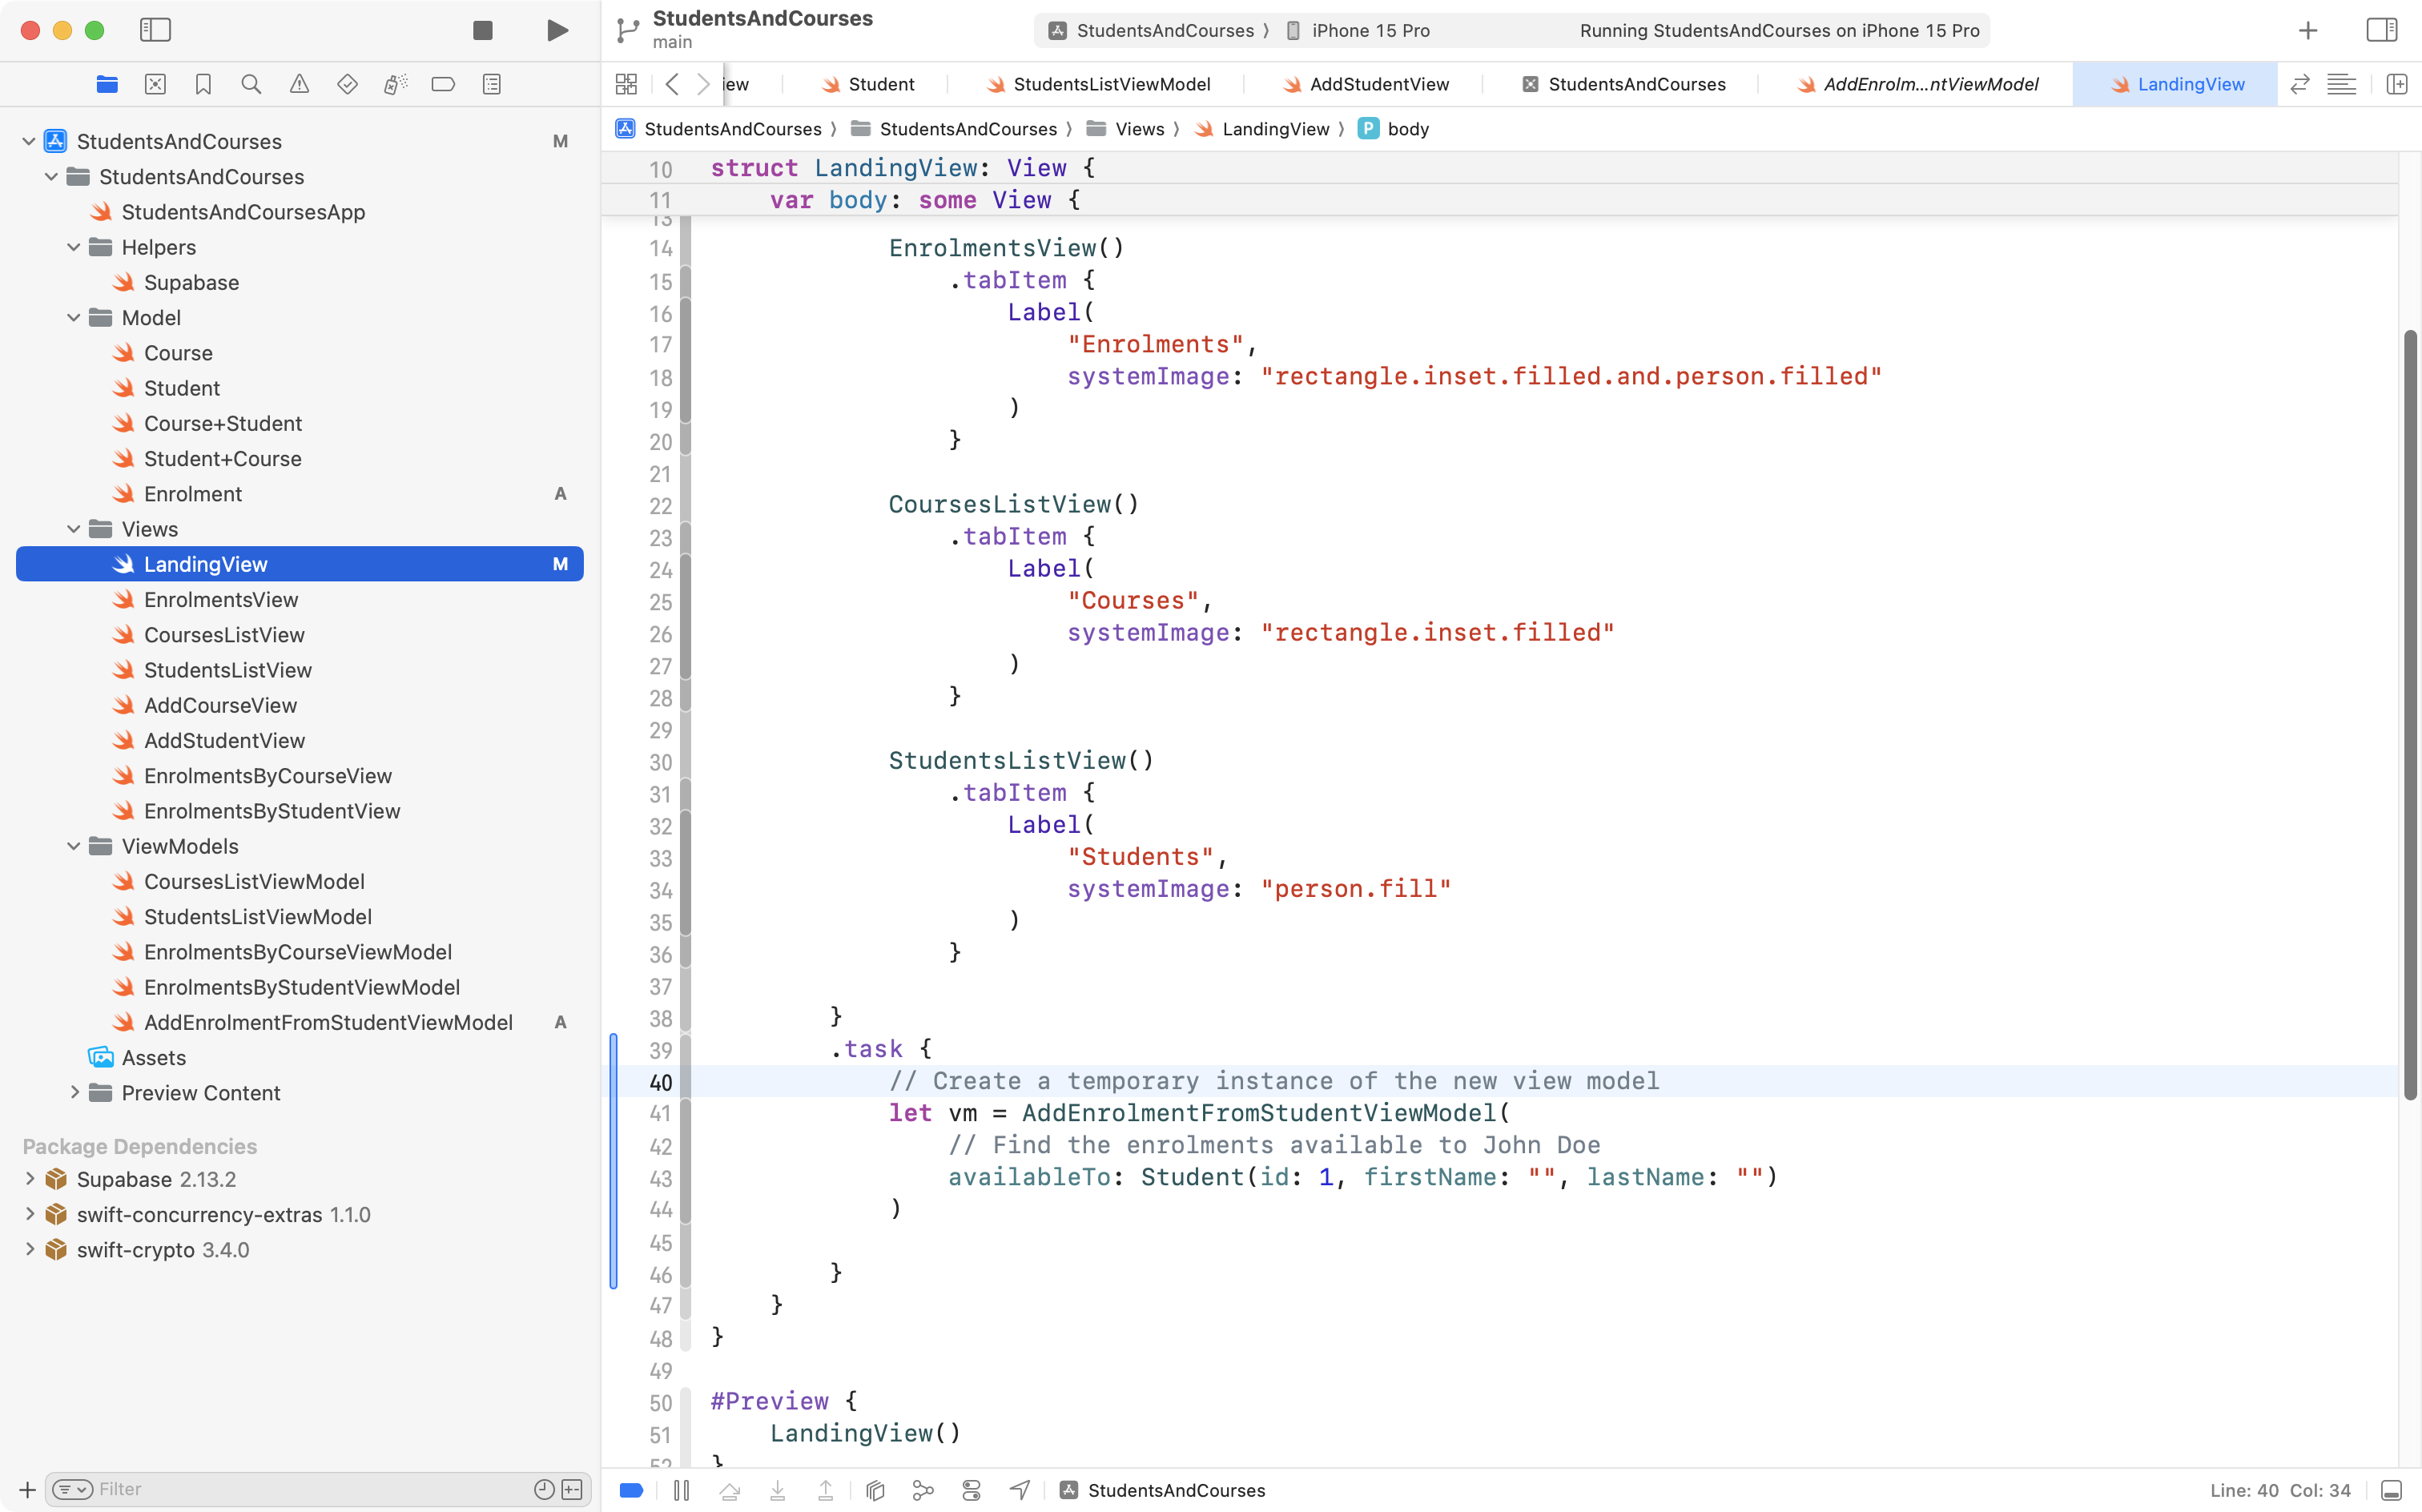 StudentsAndCourses
main
StudentsAndCourses 〉 iPhone 15 Pro
Running StudentsAndCourses on iPhone 15 Pro
Student
StudentsListViewModel
AddStudentView
StudentsAndCourses
AddEnrolm...ntViewModel
LandingView
StudentsAndCourses 〉 StudentsAndCourses 〉 Views 〉 LandingView 〉 P body
StudentsAndCourses M
StudentsAndCourses
StudentsAndCoursesApp
Helpers
Supabase
Model
Course
Student
Course+Student
Student+Course
Enrolment A
Views
LandingView M
EnrolmentsView
CoursesListView
StudentsListView
AddCourseView
AddStudentView
EnrolmentsByCourseView
EnrolmentsByStudentView
ViewModels
CoursesListViewModel
StudentsListViewModel
EnrolmentsByCourseViewModel
EnrolmentsByStudentViewModel
AddEnrolmentFromStudentViewModel A
Assets
Preview Content
Package Dependencies
Supabase 2.13.2
swift-concurrency-extras 1.1.0
swift-crypto 3.4.0
Filter
10 struct LandingView: View {
11 var body: some View {
13
14 EnrolmentsView()
15 .tabItem {
16 Label(
17 "Enrolments",
18 systemImage: "rectangle.inset.filled.and.person.filled"
19 )
20 }
21
22 CoursesListView()
23 .tabItem {
24 Label(
25 "Courses",
26 systemImage: "rectangle.inset.filled"
27 )
28 }
29
30 StudentsListView()
31 .tabItem {
32 Label(
33 "Students",
34 systemImage: "person.fill"
35 )
36 }
37
38 }
39 .task {
40 // Create a temporary instance of the new view model
41 let vm = AddEnrolmentFromStudentViewModel(
42 // Find the enrolments available to John Doe
43 availableTo: Student(id: 1, firstName: "", lastName: "")
44 )
45
46 }
47 }
48 }
49
50 #Preview {
51 LandingView()
52 }
StudentsAndCourses
Line: 40 Col: 34